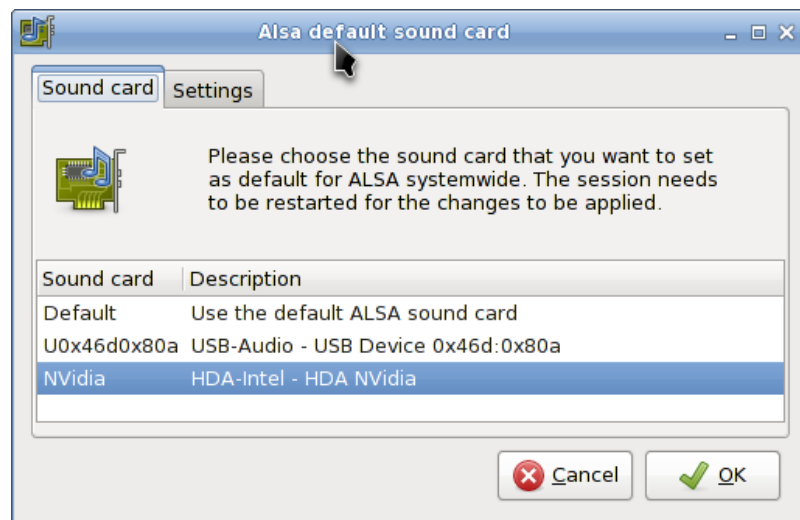 Alsa default sound card
Sound card Settings
Please choose the sound card that you want to set
as default for ALSA systemwide. The session needs
to be restarted for the changes to be applied.
Sound card Description
Default Use the default ALSA sound card
U0x46d0x80a USB-Audio - USB Device 0x46d:0x80a
NVidia HDA-Intel - HDA NVidia
Cancel OK